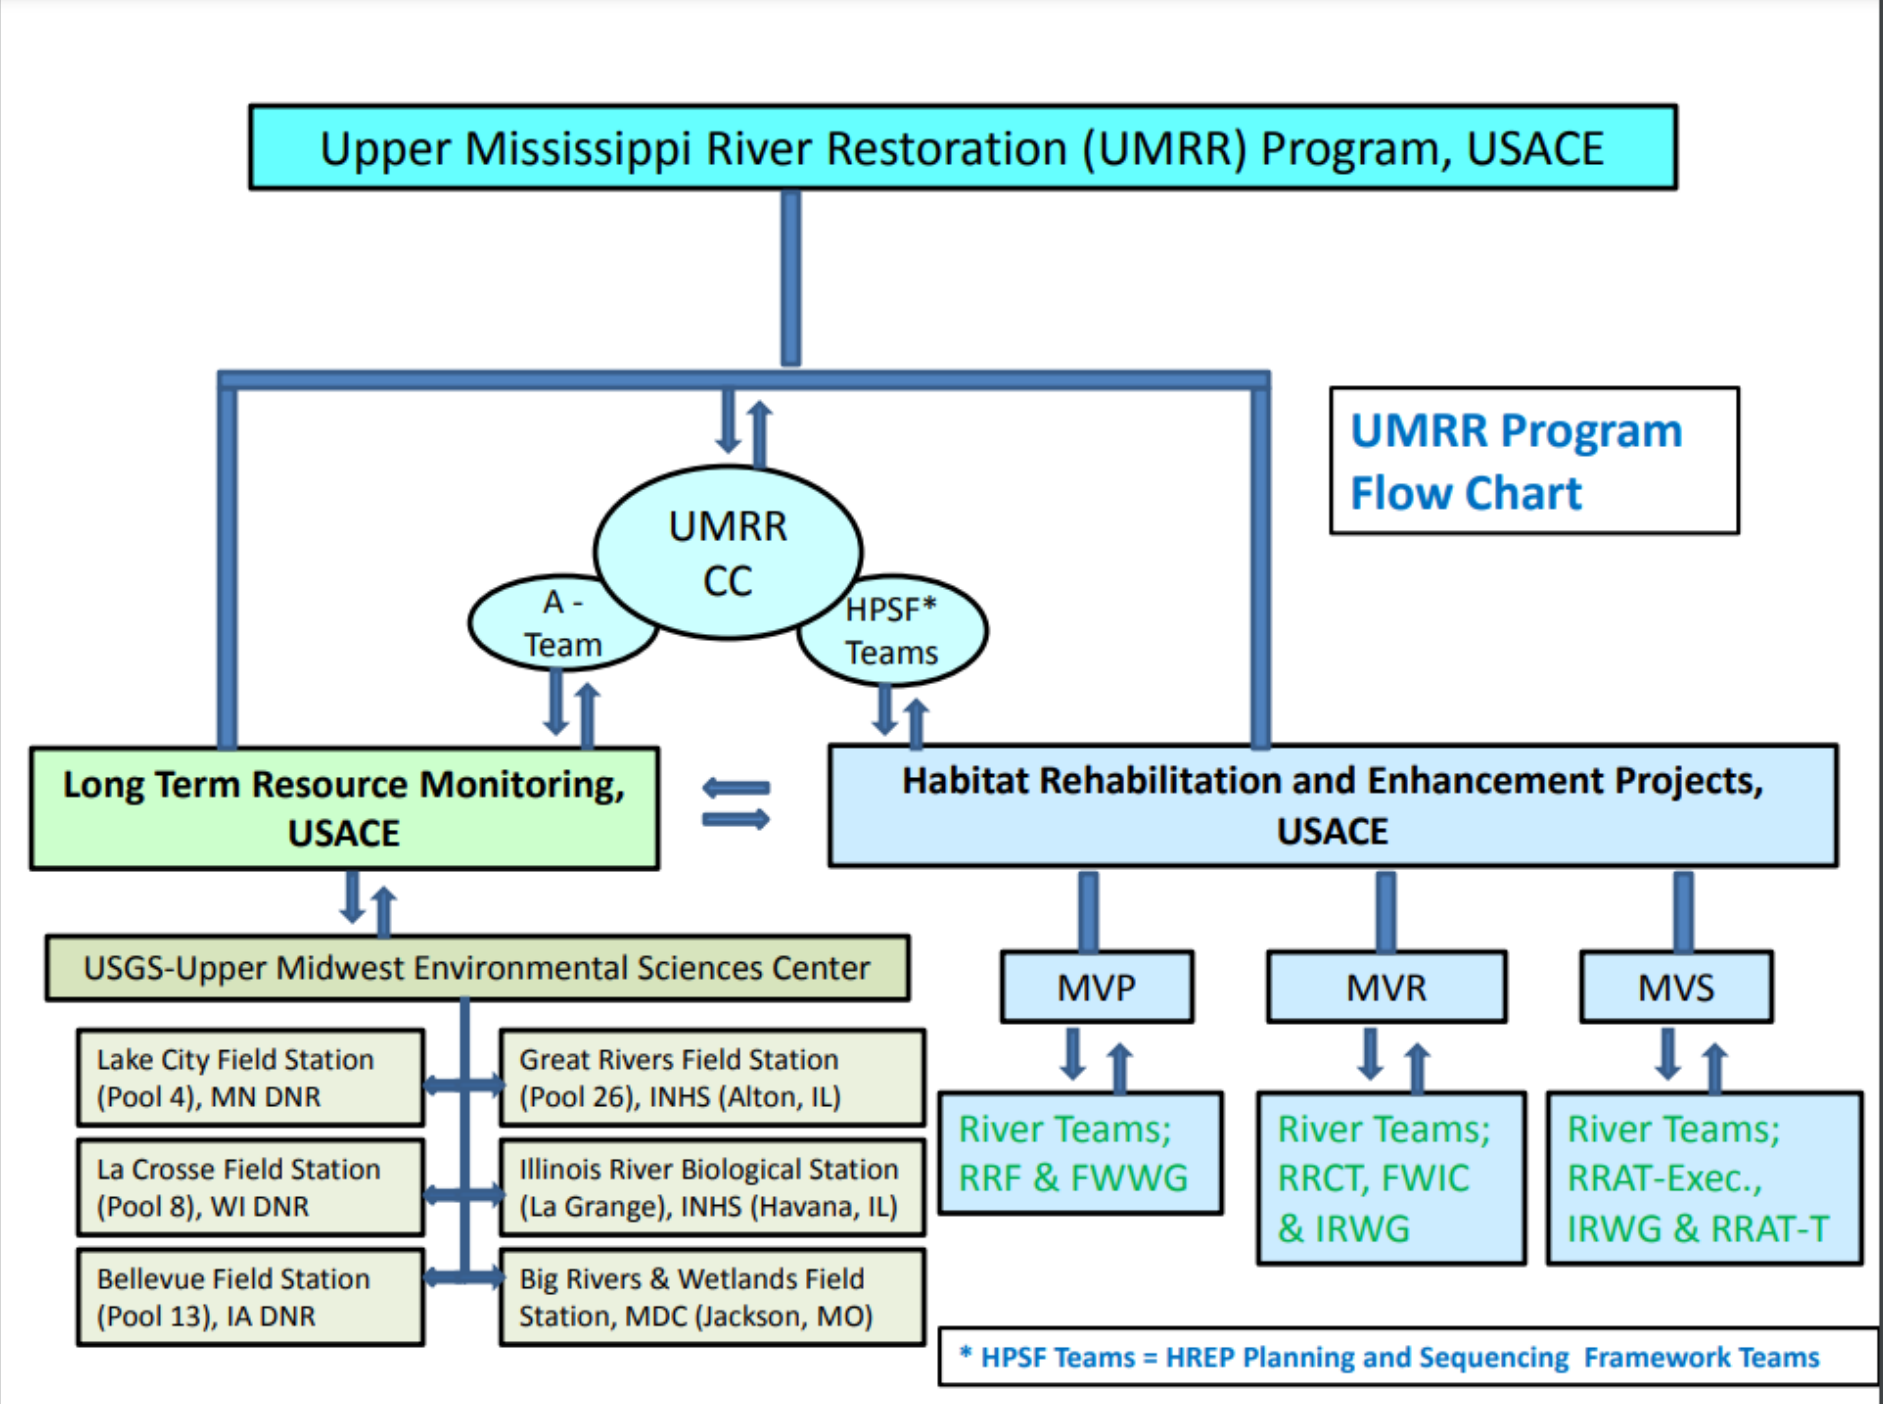 Upper Mississippi River Restoration (UMRR) Program, USACE
UMRR Program
Flow Chart
UMRR
CC
A -
Team
HPSF*
Teams
Long Term Resource Monitoring,
USACE
Habitat Rehabilitation and Enhancement Projects,
USACE
USGS-Upper Midwest Environmental Sciences Center
Lake City Field Station
(Pool 4), MN DNR
Great Rivers Field Station
(Pool 26), INHS (Alton, IL)
La Crosse Field Station
(Pool 8), WI DNR
Illinois River Biological Station
(La Grange), INHS (Havana, IL)
Bellevue Field Station
(Pool 13), IA DNR
Big Rivers & Wetlands Field
Station, MDC (Jackson, MO)
MVP
MVR
MVS
River Teams;
RRF & FWWG
River Teams;
RRCT, FWIC
& IRWG
River Teams;
RRAT-Exec.,
IRWG & RRAT-T
* HPSF Teams = HREP Planning and Sequencing Framework Teams